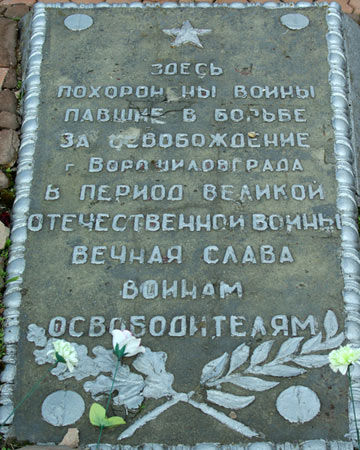 ЗДЕСЬ
ПОХОРОНЕНЫ ВОИНЫ
ПАВШИЕ В БОРЬБЕ
ЗА ОСВОБОЖДЕНИЕ
г. ВОРОШИЛОВГРАДА
В ПЕРИОД ВЕЛИКОЙ
ОТЕЧЕСТВЕННОЙ ВОЙНЫ
ВЕЧНАЯ СЛАВА
ВОИНАМ
ОСВОБОДИТЕЛЯМ!